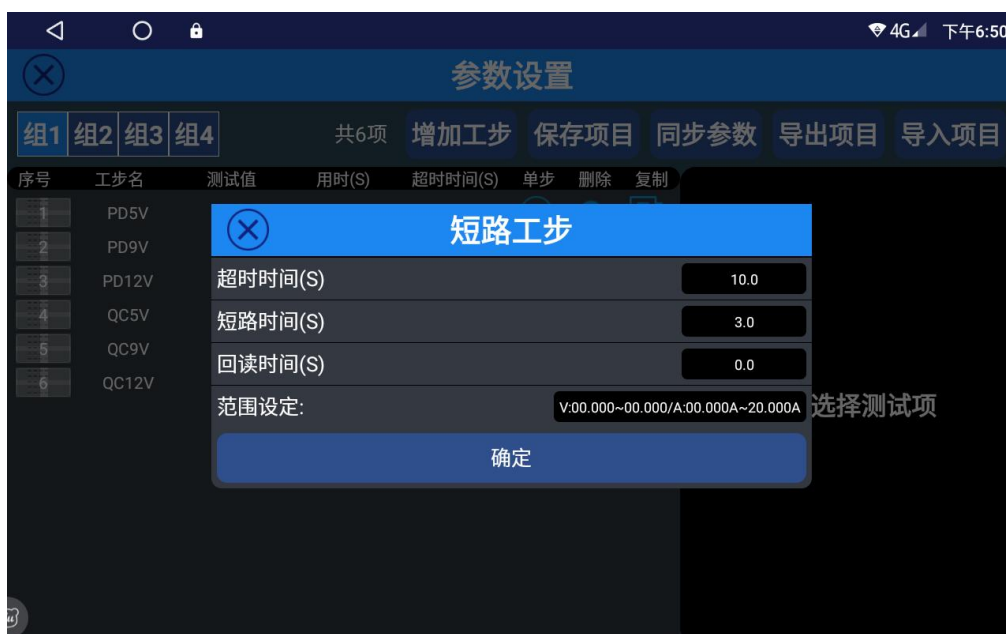 4G 下午6:50
参数设置
组1 组2 组3 组4 共6项 增加工步 保存项目 同步参数 导出项目 导入项目
序号 工步名 测试值 用时(S) 超时时间(S) 单步 删除 复制
1 PD5V
2 PD9V
3 PD12V
4 QC5V
5 QC9V
6 QC12V
短路工步
超时时间(S) 10.0
短路时间(S) 3.0
回读时间(S) 0.0
范围设定: V:00.000~00.000/A:00.000A~20.000A
选择测试项
确定